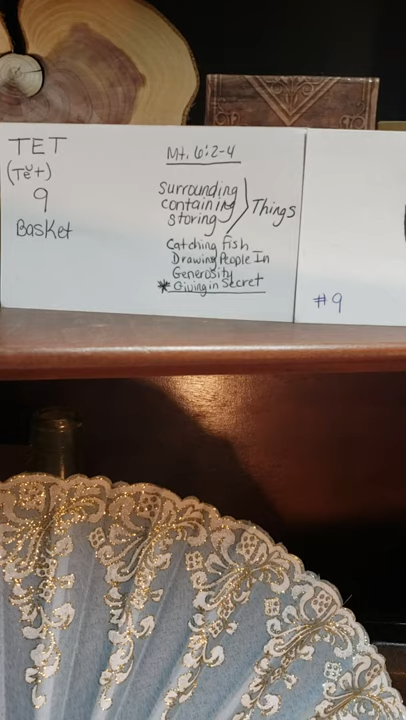 TET
(Tĕt)
9
Basket
Mt. 6:2-4
Surrounding
containing
storing
Things
Catching Fish
Drawing People In
Generosity
* Giving in Secret
#9